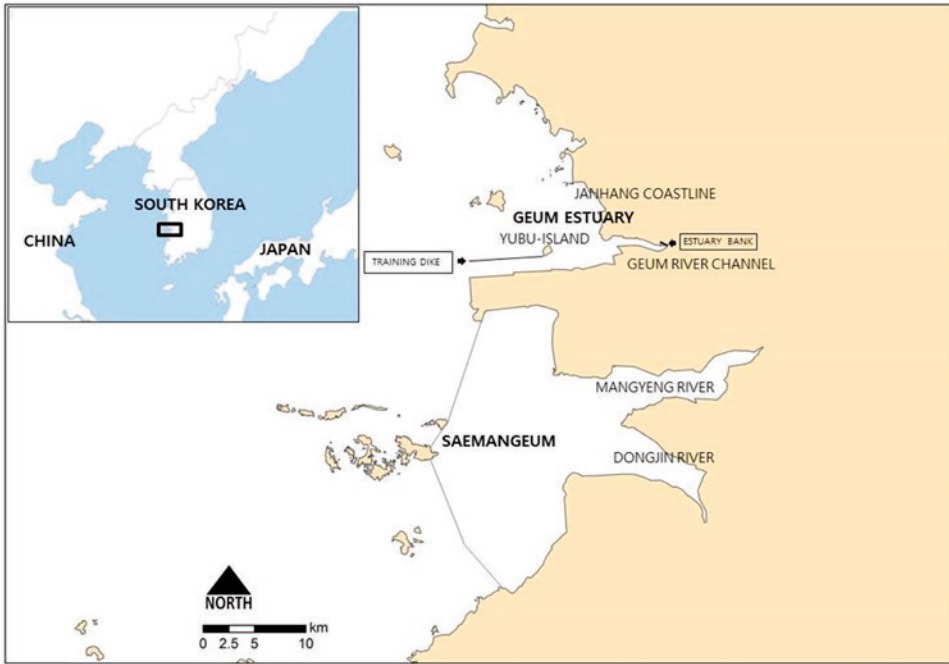 SOUTH KOREA
CHINA
JAPAN
JANHANG COASTLINE
GEUM ESTUARY
YUBU-ISLAND
ESTUARY BANK
TRAINING DIKE
GEUM RIVER CHANNEL
MANGYENG RIVER
SAEMANGEUM
DONGJIN RIVER
NORTH
km
0 2.5 5 10